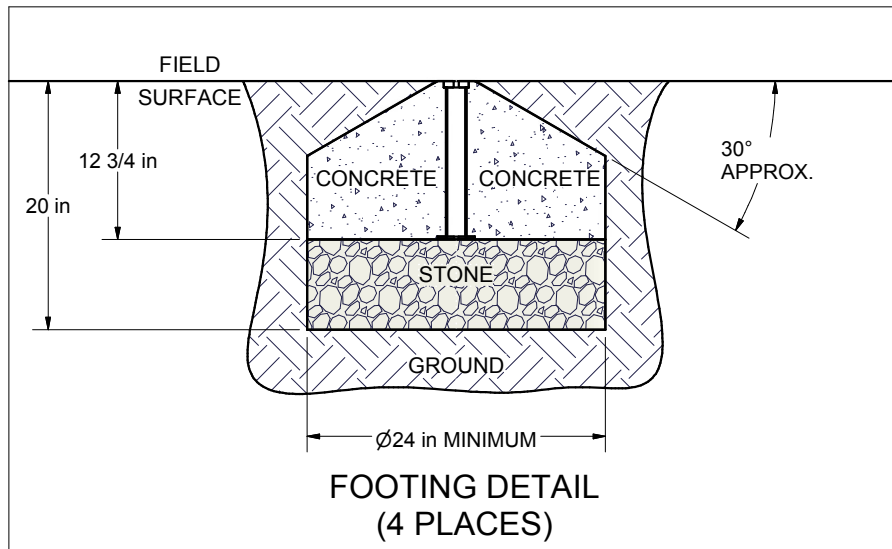 FIELD
SURFACE
12 3/4 in
20 in
CONCRETE
CONCRETE
30°
APPROX.
STONE
GROUND
Ø24 in MINIMUM
FOOTING DETAIL
(4 PLACES)